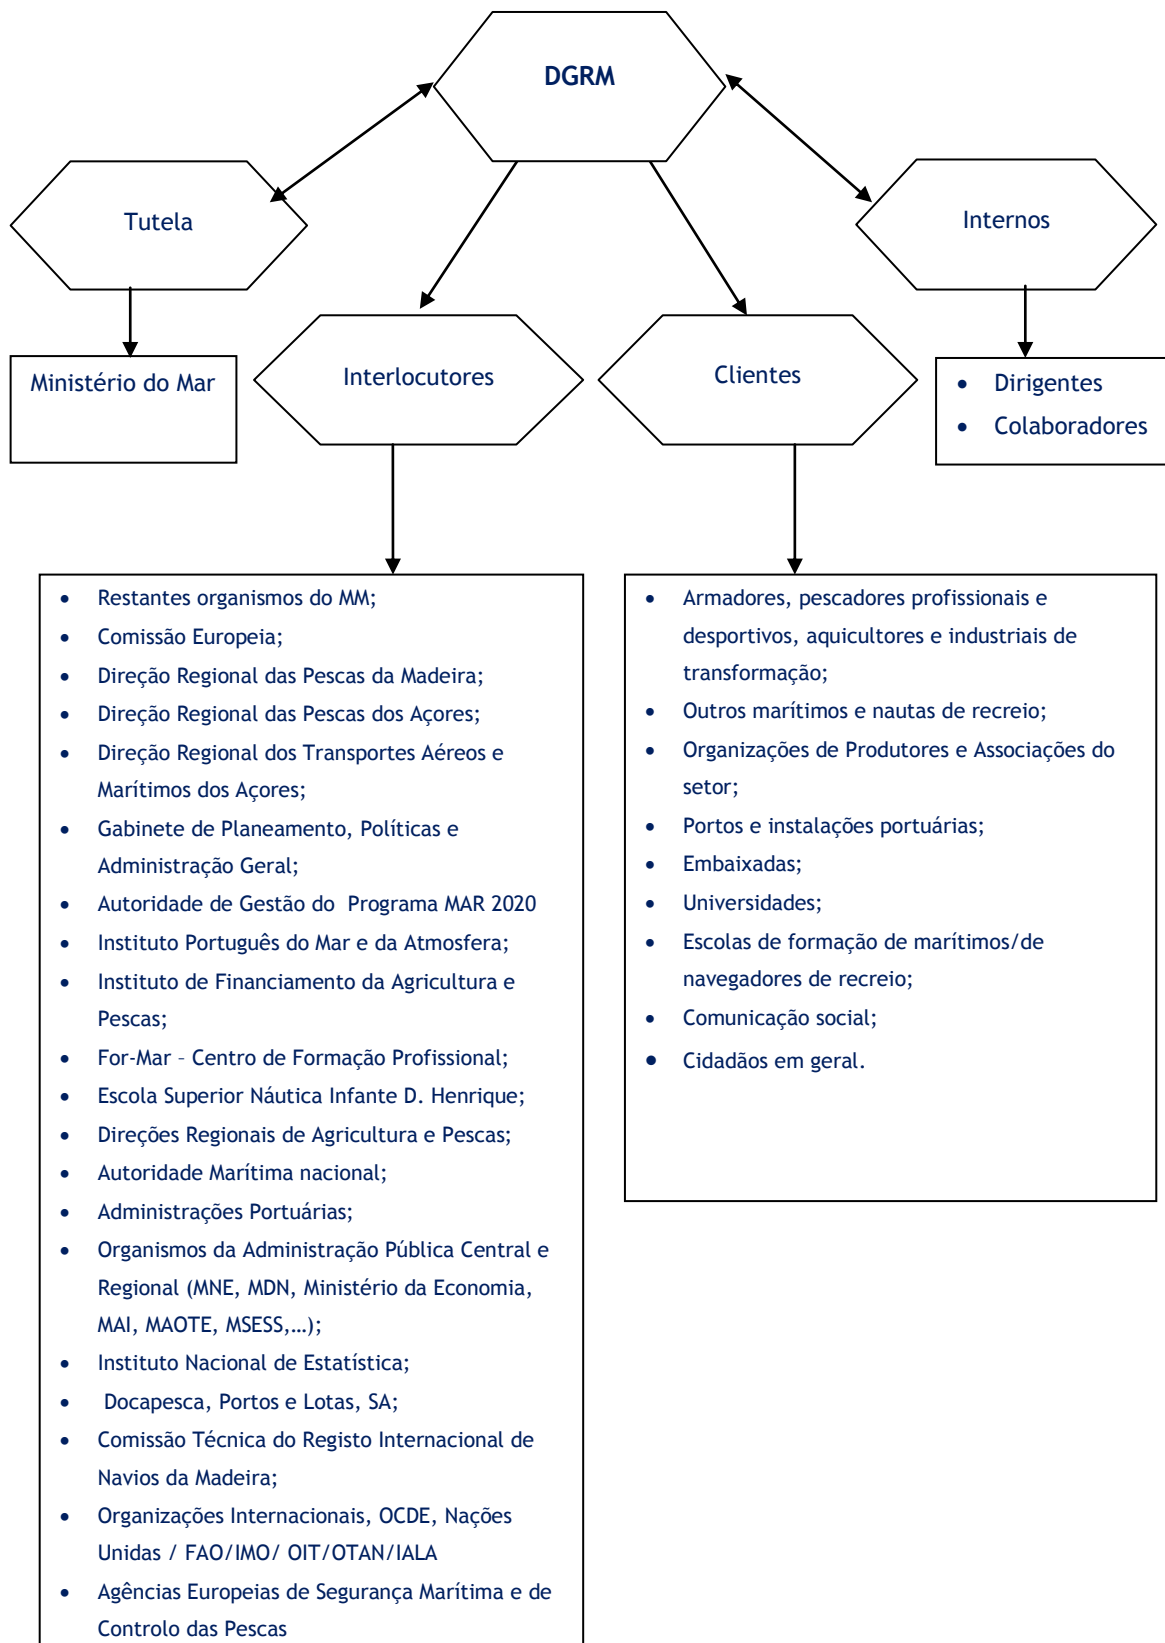 DGRM
Tutela
Internos
Ministério do Mar
Interlocutores
Clientes
• Dirigentes
• Colaboradores
• Restantes organismos do MM;
• Comissão Europeia;
• Direção Regional das Pescas da Madeira;
• Direção Regional das Pescas dos Açores;
• Direção Regional dos Transportes Aéreos e
Marítimos dos Açores;
• Gabinete de Planeamento, Políticas e
Administração Geral;
• Autoridade de Gestão do Programa MAR 2020
• Instituto Português do Mar e da Atmosfera;
• Instituto de Financiamento da Agricultura e
Pescas;
• For-Mar – Centro de Formação Profissional;
• Escola Superior Náutica Infante D. Henrique;
• Direções Regionais de Agricultura e Pescas;
• Autoridade Marítima nacional;
• Administrações Portuárias;
• Organismos da Administração Pública Central e
Regional (MNE, MDN, Ministério da Economia,
MAI, MAOTE, MSESS,…);
• Instituto Nacional de Estatística;
• Docapesca, Portos e Lotas, SA;
• Comissão Técnica do Registo Internacional de
Navios da Madeira;
• Organizações Internacionais, OCDE, Nações
Unidas / FAO/IMO/ OIT/OTAN/IALA
• Agências Europeias de Segurança Marítima e de
Controlo das Pescas
• Armadores, pescadores profissionais e
desportivos, aquicultores e industriais de
transformação;
• Outros marítimos e nautas de recreio;
• Organizações de Produtores e Associações do
setor;
• Portos e instalações portuárias;
• Embaixadas;
• Universidades;
• Escolas de formação de marítimos/de
navegadores de recreio;
• Comunicação social;
• Cidadãos em geral.